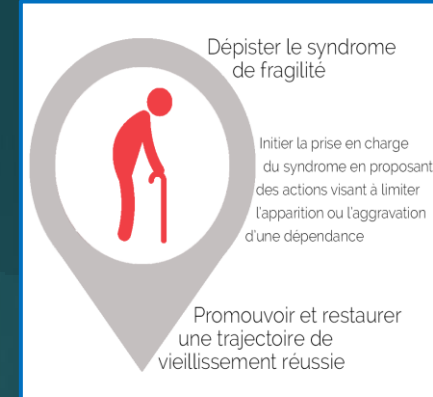 Dépister le syndrome
de fragilité
Initier la prise en charge
du syndrome en proposant
des actions visant à limiter
l'apparition ou l'aggravation
d'une dépendance
Promouvoir et restaurer
une trajectoire de
vieillissement réussie